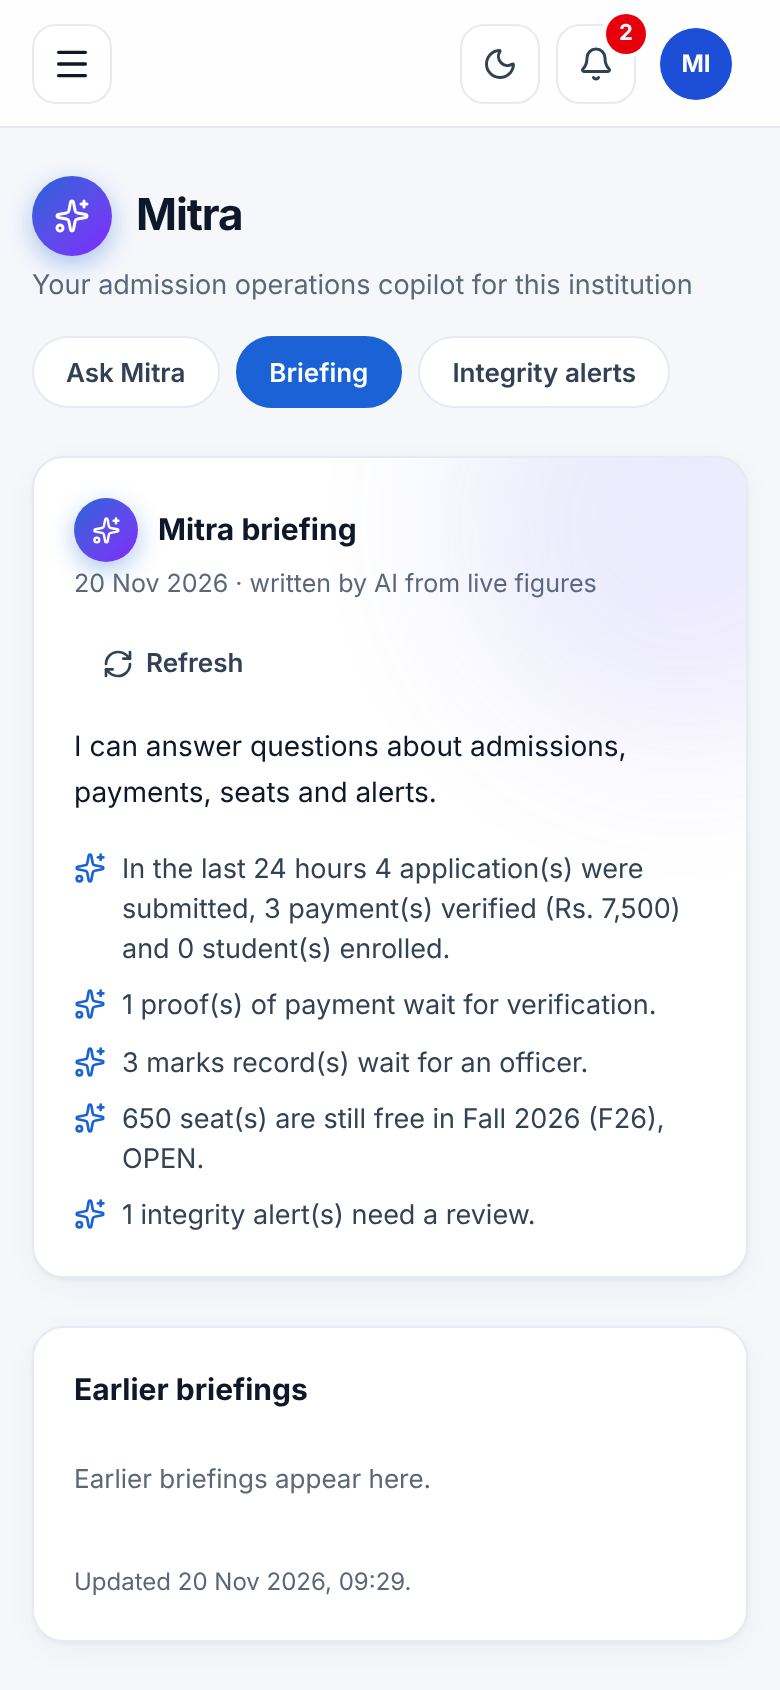 2
MI
Mitra
Your admission operations copilot for this institution
Ask Mitra
Briefing
Integrity alerts
Mitra briefing
20 Nov 2026 · written by AI from live figures
Refresh
I can answer questions about admissions,
payments, seats and alerts.
In the last 24 hours 4 application(s) were
submitted, 3 payment(s) verified (Rs. 7,500)
and 0 student(s) enrolled.
1 proof(s) of payment wait for verification.
3 marks record(s) wait for an officer.
650 seat(s) are still free in Fall 2026 (F26),
OPEN.
1 integrity alert(s) need a review.
Earlier briefings
Earlier briefings appear here.
Updated 20 Nov 2026, 09:29.